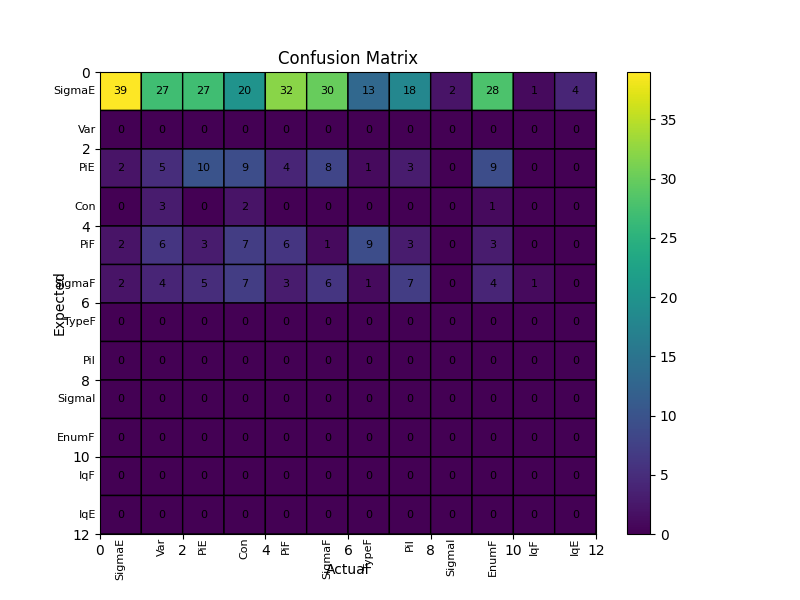 Confusion Matrix
0
SigmaE 39 27 27 20 32 30 13 18 2 28 1 4
Var 0 0 0 0 0 0 0 0 0 0 0 0
2
PiE 2 5 10 9 4 8 1 3 0 9 0 0
Con 0 3 0 2 0 0 0 0 0 1 0 0
4
PiF 2 6 3 7 6 1 9 3 0 3 0 0
SigmaF 2 4 5 7 3 6 1 7 0 4 1 0
6
TypeF 0 0 0 0 0 0 0 0 0 0 0 0
PiI 0 0 0 0 0 0 0 0 0 0 0 0
8
SigmaI 0 0 0 0 0 0 0 0 0 0 0 0
EnumF 0 0 0 0 0 0 0 0 0 0 0 0
10
IqF 0 0 0 0 0 0 0 0 0 0 0 0
IqE 0 0 0 0 0 0 0 0 0 0 0 0
12
Expected
0 2 4 6 8 10 12
SigmaE Var PiE Con PiF SigmaF TypeF PiI SigmaI EnumF IqF IqE
Actual
35
30
25
20
15
10
5
0